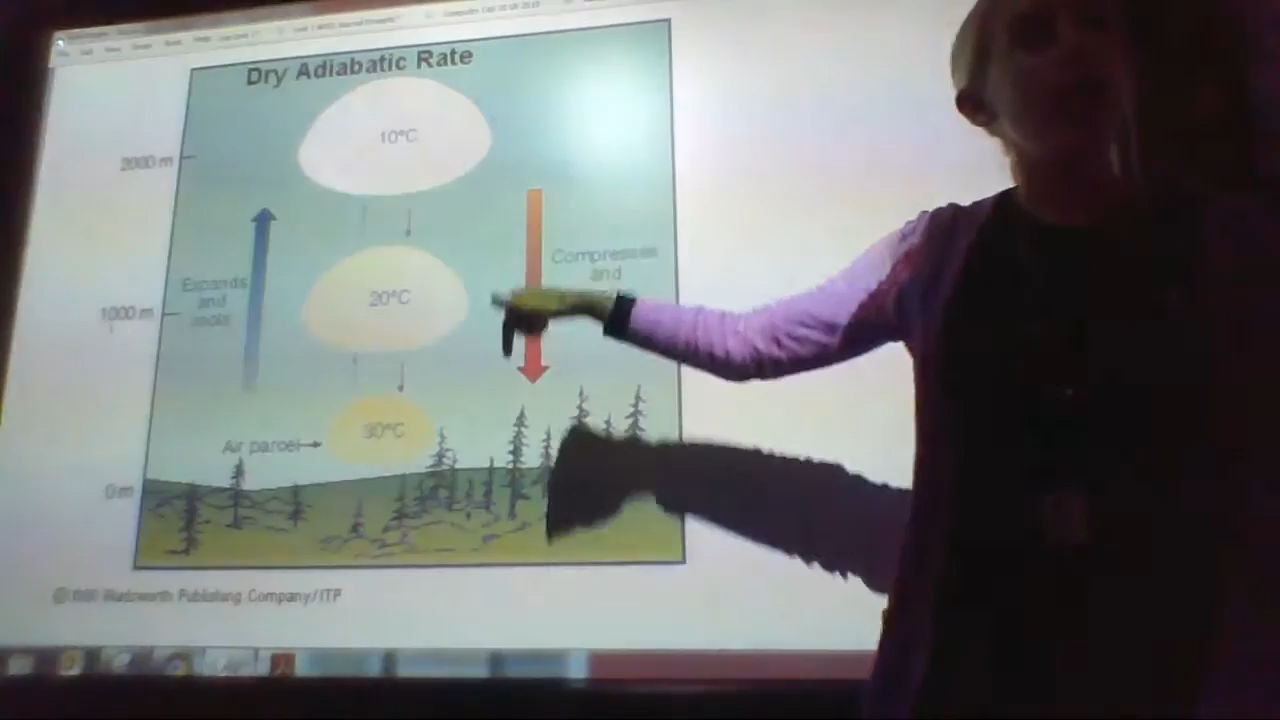 Dry Adiabatic Rate
10°C
2000 m
Expands
and
cools
Compresses
and
20°C
1000 m
30°C
Air parcel
0 m
Wadsworth Publishing Company/ITP